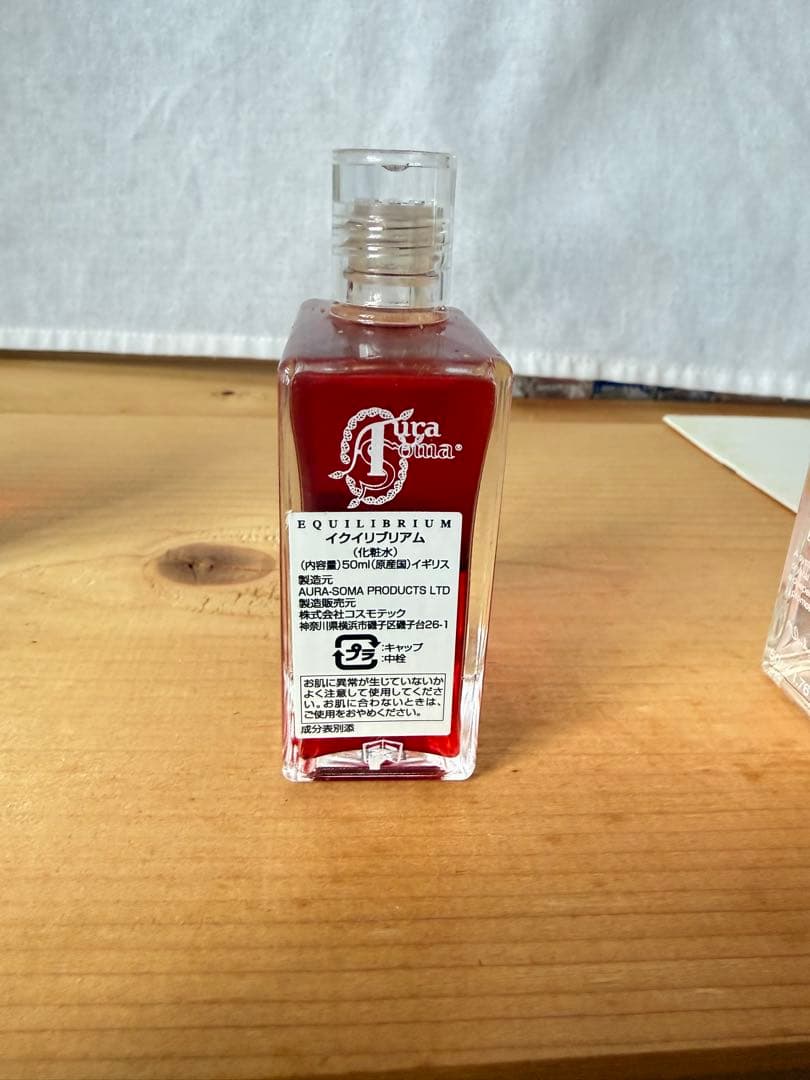 Aura
Soma®
EQUILIBRIUM
イクイリブリアム
(化粧水)
(内容量)50ml(原産国)イギリス
製造元
AURA-SOMA PRODUCTS LTD
製造販売元
株式会社コスモテック
神奈川県横浜市磯子区磯子台26-1
プラ :キャップ
:中栓
お肌に異常が生じていないか
よく注意して使用してくださ
い。お肌に合わないときは、
ご使用をおやめください。
成分表別添